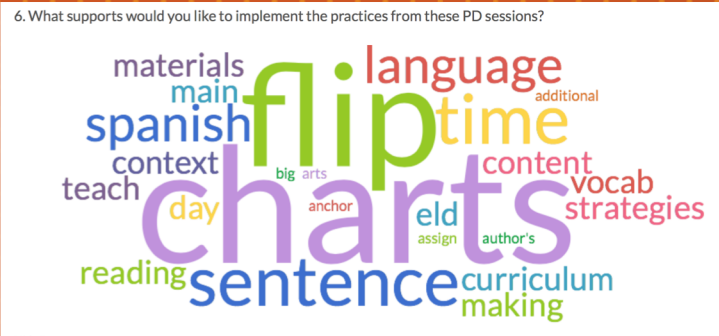 6. What supports would you like to implement the practices from these PD sessions?
materials
language
main
flip
additional
spanish
time
context
big
arts
content
teach
charts
vocab
day
anchor
eld
strategies
assign
author's
reading
sentence
curriculum
making